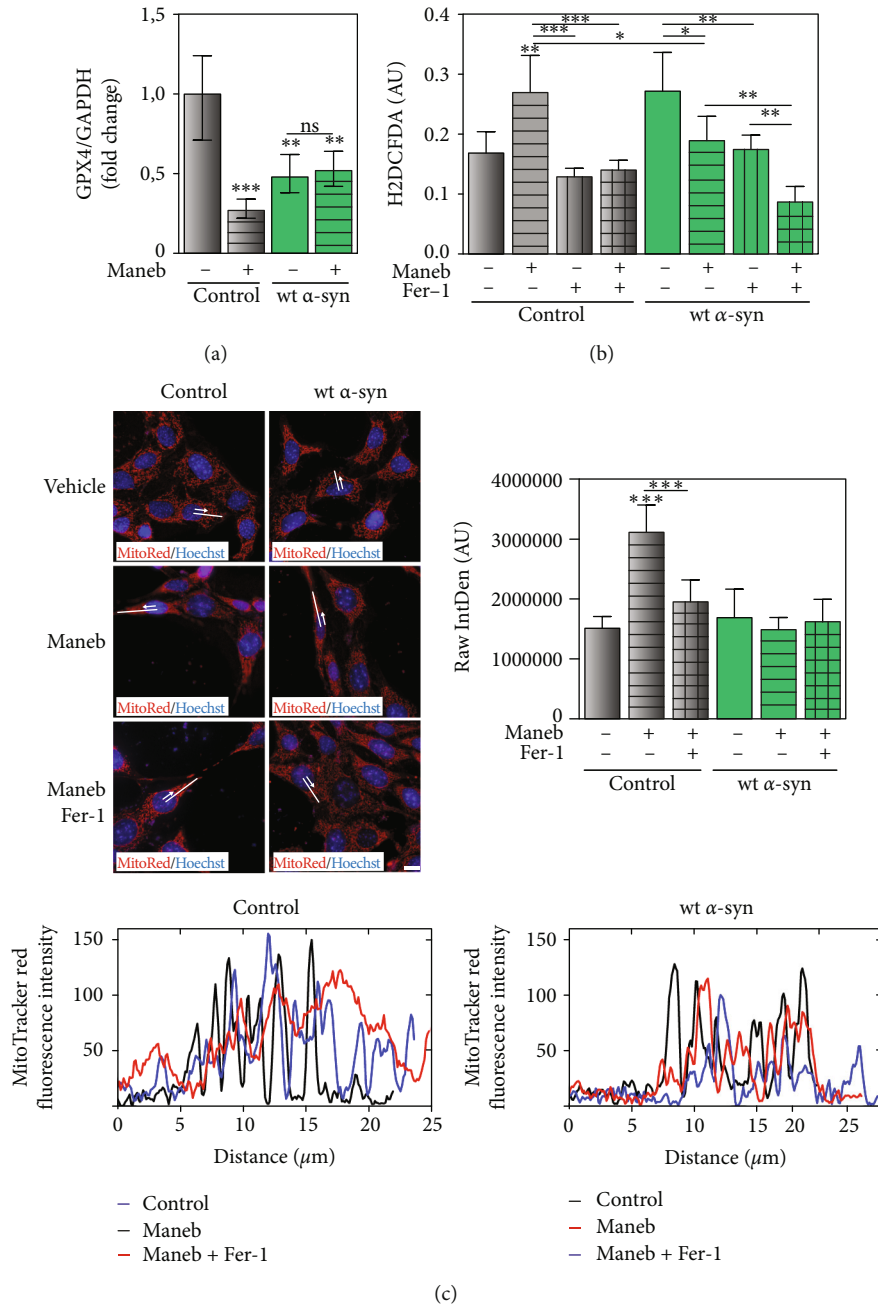 1,5
1,0
0,5
0
GPX4/GAPDH
(fold change)
***
**
ns
**
Maneb – + – +
Control wt α-syn
(a)
0.4
0.3
0.2
0.1
0.0
H2DCFDA (AU)
**
***
***
*
*
**
**
**
Maneb – + – + – + – +
Fer–1 – – + + – – + +
Control wt α-syn
(b)
Control wt α-syn
Vehicle
MitoRed/Hoechst MitoRed/Hoechst
Maneb
MitoRed/Hoechst MitoRed/Hoechst
Maneb
Fer-1
MitoRed/Hoechst MitoRed/Hoechst
4000000
3000000
2000000
1000000
0
Raw IntDen (AU)
***
***
Maneb – + + – + +
Fer-1 – – + – – +
Control wt α-syn
Control
150
100
50
MitoTracker red
fluorescence intensity
0 5 10 15 20 25
Distance (μm)
Control
Maneb
Maneb + Fer-1
wt α-syn
150
100
50
MitoTracker red
fluorescence intensity
0 5 10 15 20 25
Distance (μm)
Control
Maneb
Maneb + Fer-1
(c)